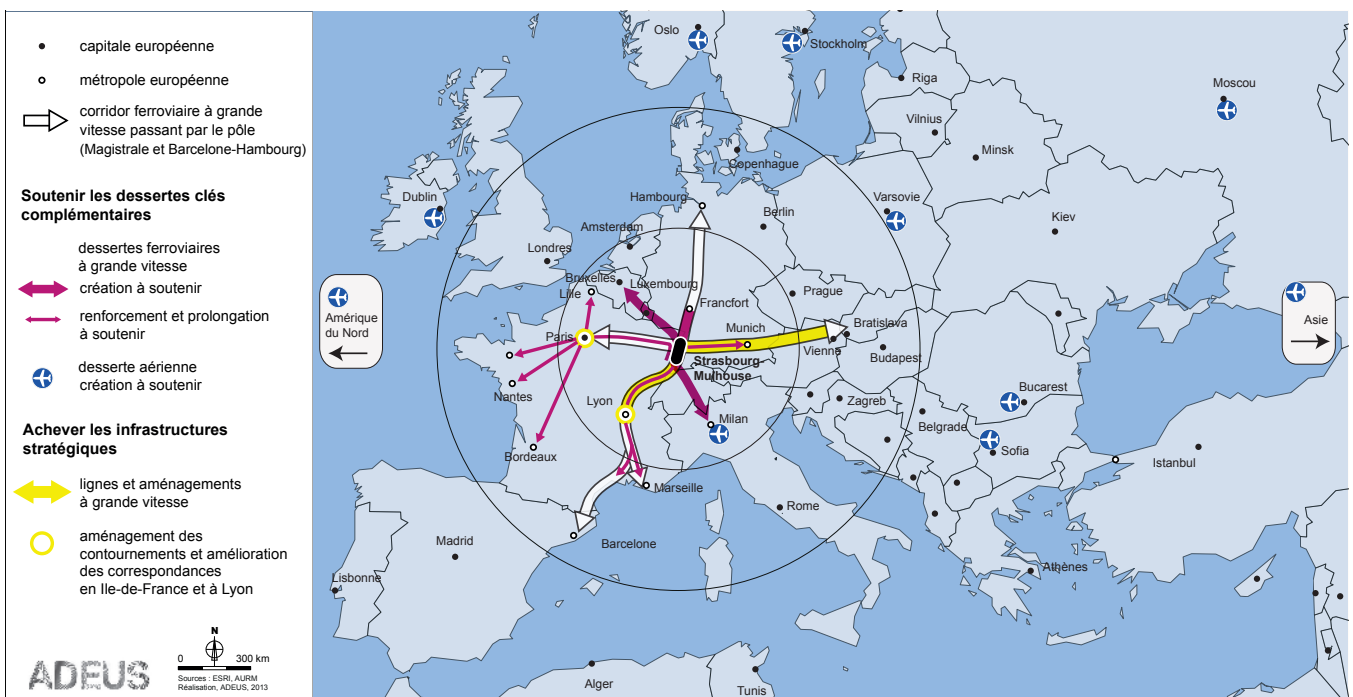 capitale européenne
métropole européenne
corridor ferroviaire à grande
vitesse passant par le pôle
(Magistrale et Barcelone-Hambourg)
Soutenir les dessertes clés
complémentaires
dessertes ferroviaires
à grande vitesse
création à soutenir
renforcement et prolongation
à soutenir
desserte aérienne
création à soutenir
Achever les infrastructures
stratégiques
lignes et aménagements
à grande vitesse
aménagement des
contournements et amélioration
des correspondances
en Ile-de-France et à Lyon
ADEUS
N
0 300 km
Sources : ESRI, AURM
Réalisation, ADEUS, 2013
Oslo
Stockholm
Riga
Moscou
Vilnius
Minsk
Copenhague
Dublin
Hambourg
Berlin
Varsovie
Kiev
Amsterdam
Londres
Bruxelles
Lille
Luxembourg
Francfort
Prague
Amérique
du Nord
Asie
Paris
Munich
Bratislava
Vienne
Budapest
Strasbourg-
Mulhouse
Nantes
Lyon
Milan
Zagreb
Bucarest
Belgrade
Sofia
Bordeaux
Istanbul
Marseille
Rome
Madrid
Barcelone
Athènes
Lisbonne
Alger
Tunis